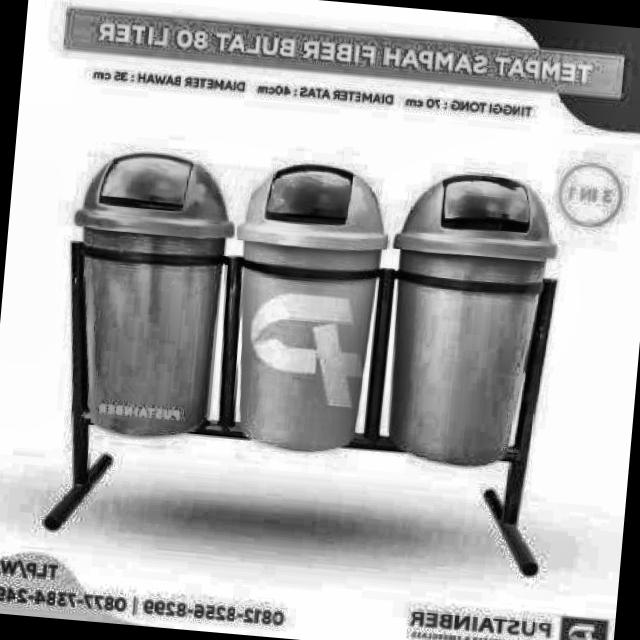 TEMPAT SAMPAH FIBER BULAT 80 LITER
TINGGI TONG : 70 cm DIAMETER ATAS : 40cm DIAMETER BAWAH : 35 cm
3 IN 1
PUSTAINBER
PUSTAINBER
0812-8256-8299 | 0877-7384-249
TLP/W